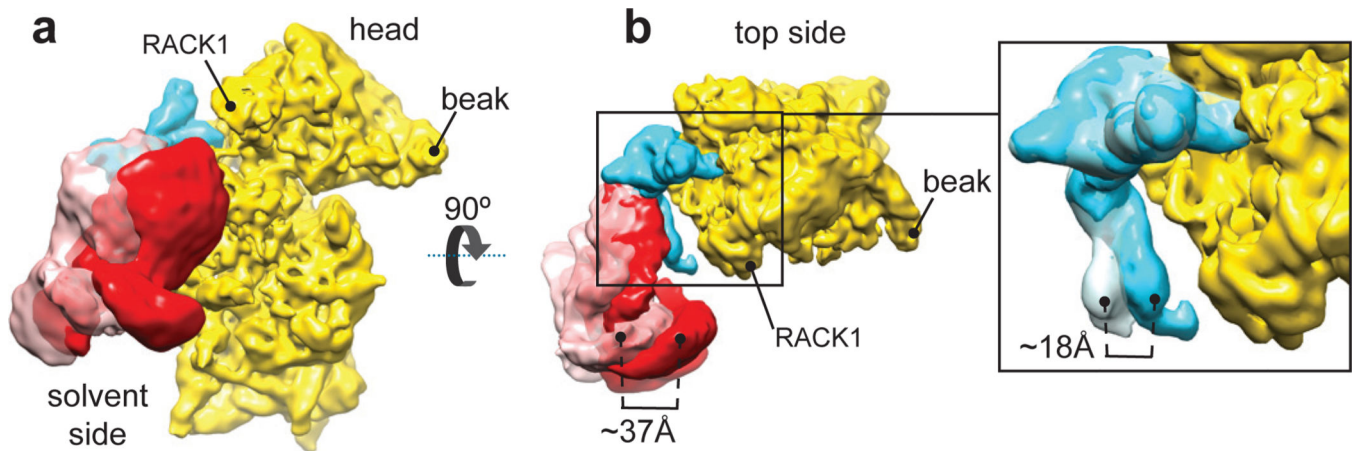 a
RACK1
head
beak
solvent
side
90º
b
top side
beak
RACK1
~37Å
~18Å